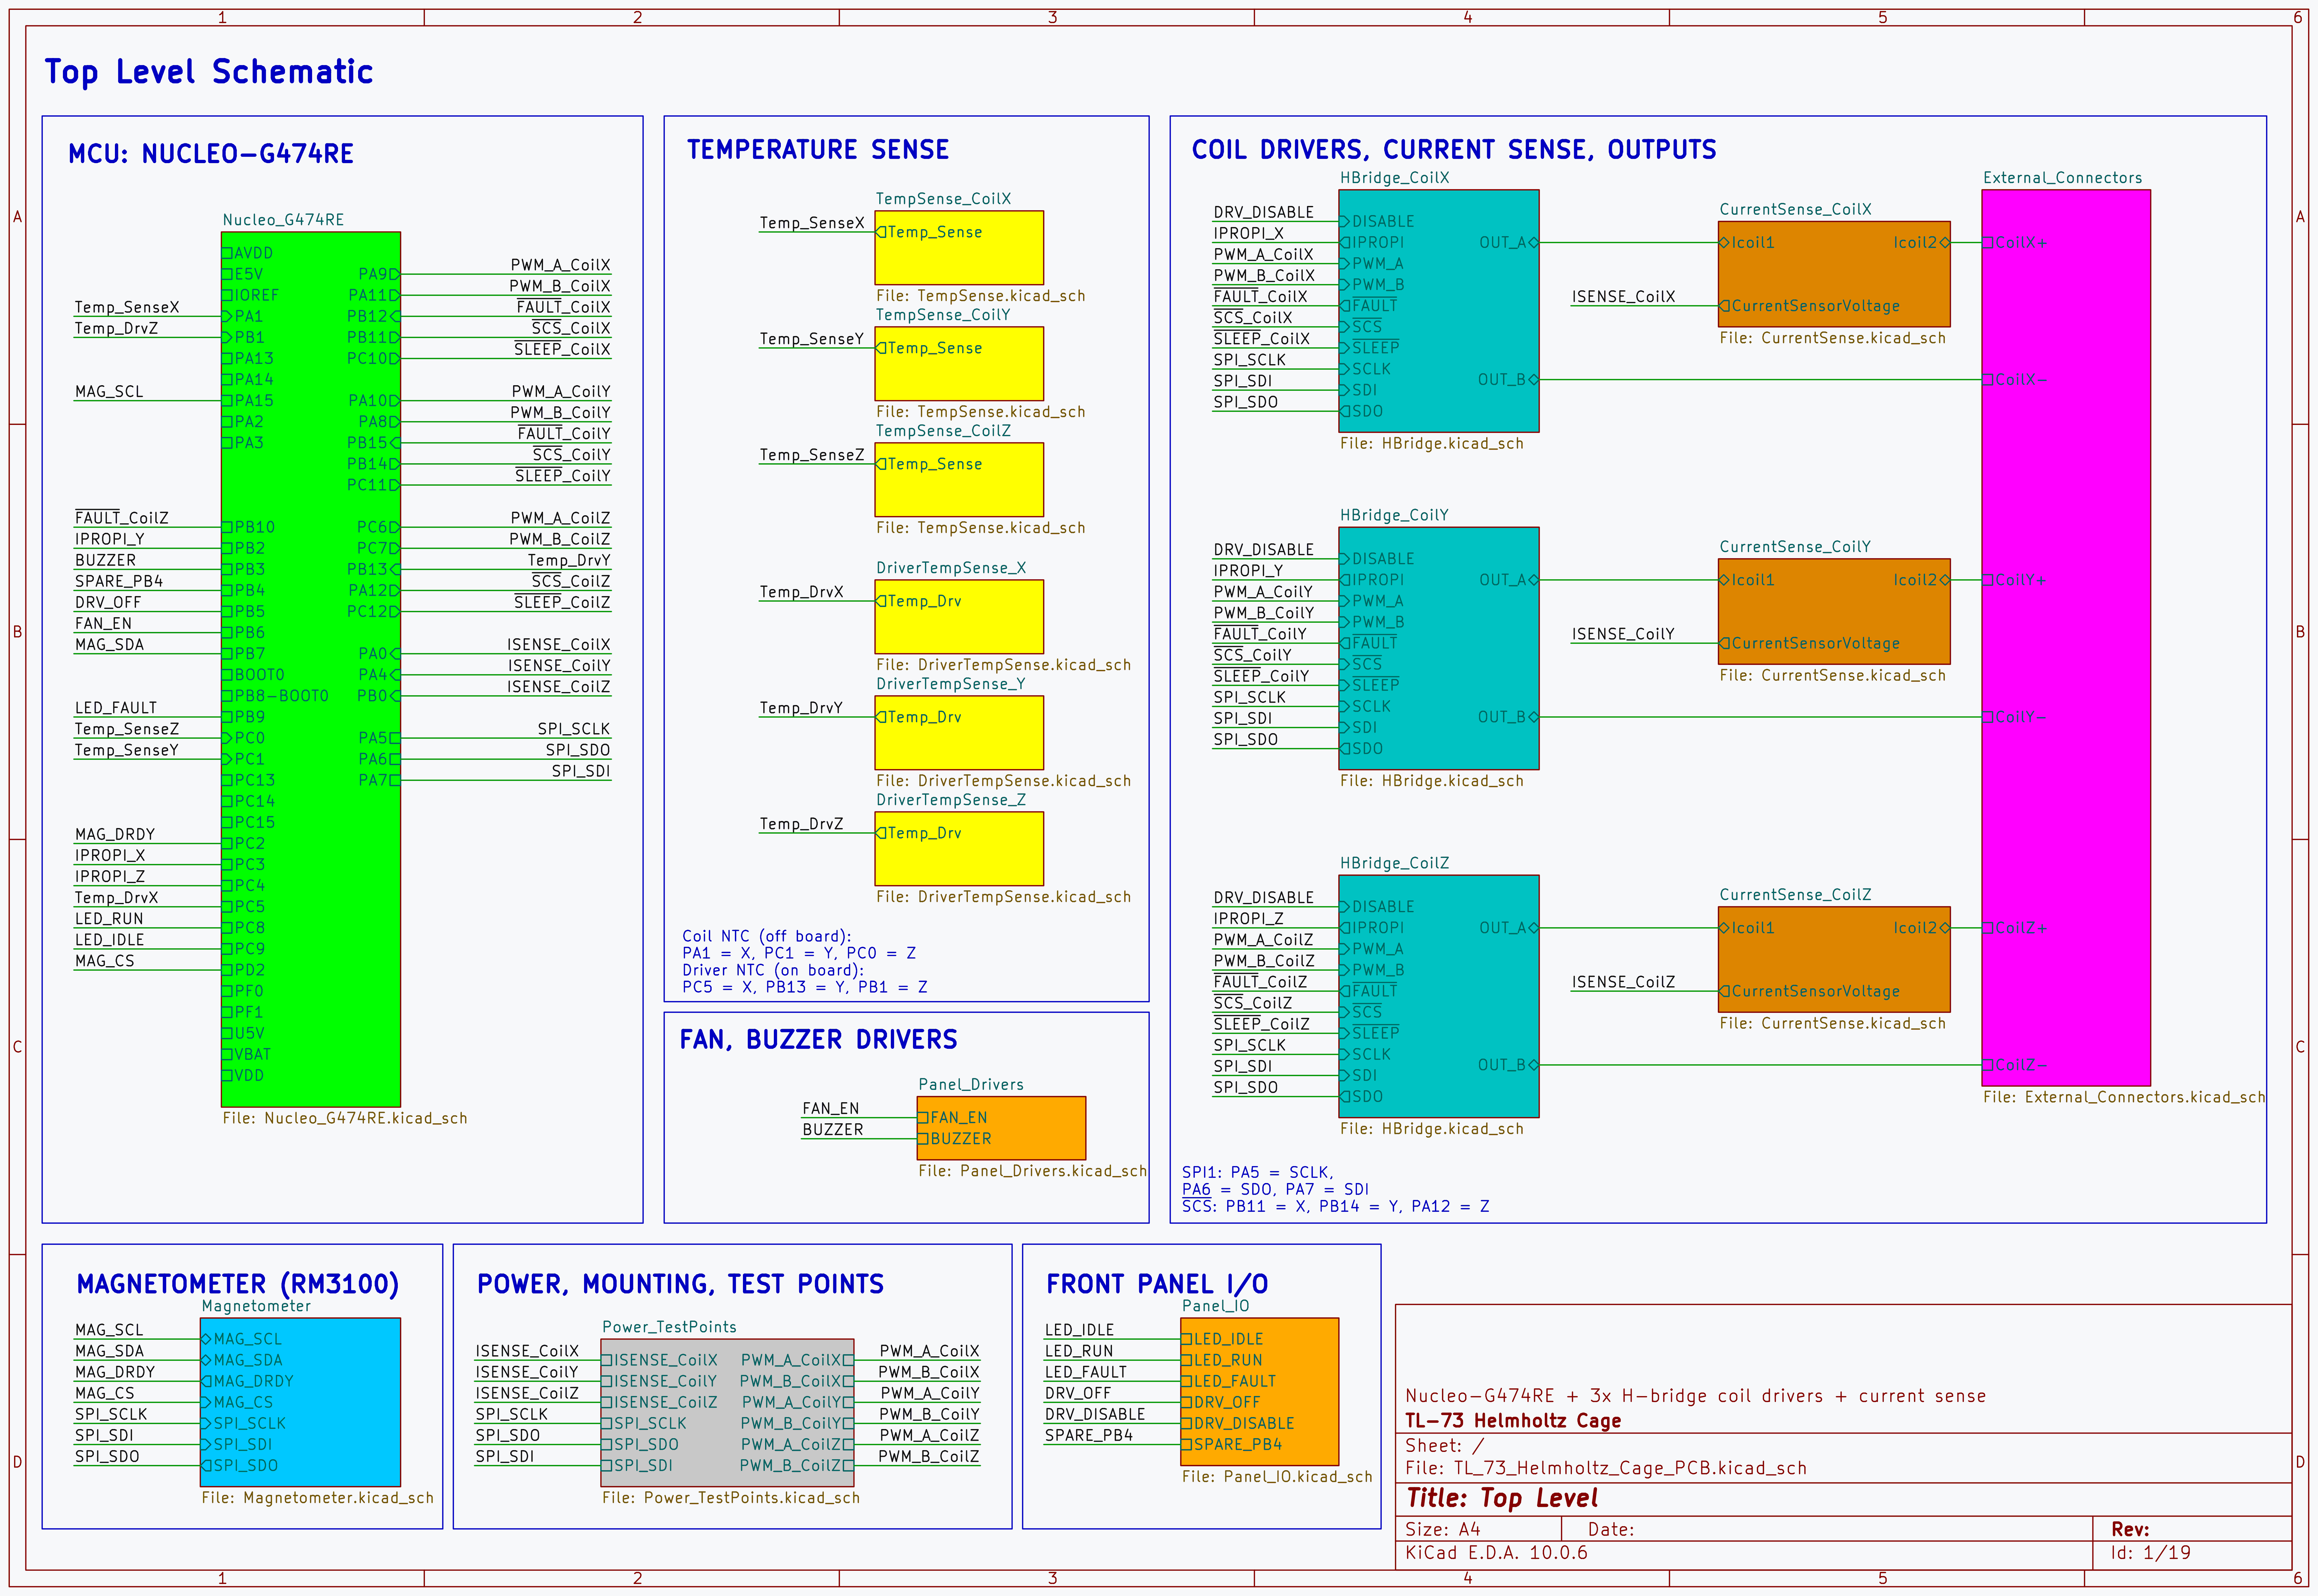 Top Level Schematic
MCU: NUCLEO-G474RE
Nucleo_G474RE
AVDD
E5V
IOREF
Temp_SenseX PA1
Temp_DrvZ PB1
PA13
PA14
MAG_SCL PA15
PA2
PA3
FAULT_CoilZ PB10
IPROPI_Y PB2
BUZZER PB3
SPARE_PB4 PB4
DRV_OFF PB5
FAN_EN PB6
MAG_SDA PB7
BOOT0
PB8-BOOT0
LED_FAULT PB9
Temp_SenseZ PC0
Temp_SenseY PC1
PC13
PC14
PC15
MAG_DRDY PC2
IPROPI_X PC3
IPROPI_Z PC4
Temp_DrvX PC5
LED_RUN PC8
LED_IDLE PC9
MAG_CS PD2
PF0
PF1
U5V
VBAT
VDD
PA9 PWM_A_CoilX
PA11 PWM_B_CoilX
PB12 FAULT_CoilX
PB11 SCS_CoilX
PC10 SLEEP_CoilX
PA10 PWM_A_CoilY
PA8 PWM_B_CoilY
PB15 FAULT_CoilY
PB14 SCS_CoilY
PC11 SLEEP_CoilY
PC6 PWM_A_CoilZ
PC7 PWM_B_CoilZ
PB13 Temp_DrvY
PA12 SCS_CoilZ
PC12 SLEEP_CoilZ
PA0 ISENSE_CoilX
PA4 ISENSE_CoilY
PB0 ISENSE_CoilZ
PA5 SPI_SCLK
PA6 SPI_SDO
PA7 SPI_SDI
File: Nucleo_G474RE.kicad_sch
TEMPERATURE SENSE
TempSense_CoilX
Temp_SenseX Temp_Sense
File: TempSense.kicad_sch
TempSense_CoilY
Temp_SenseY Temp_Sense
File: TempSense.kicad_sch
TempSense_CoilZ
Temp_SenseZ Temp_Sense
File: TempSense.kicad_sch
DriverTempSense_X
Temp_DrvX Temp_Drv
File: DriverTempSense.kicad_sch
DriverTempSense_Y
Temp_DrvY Temp_Drv
File: DriverTempSense.kicad_sch
DriverTempSense_Z
Temp_DrvZ Temp_Drv
File: DriverTempSense.kicad_sch
Coil NTC (off board):
PA1 = X, PC1 = Y, PC0 = Z
Driver NTC (on board):
PC5 = X, PB13 = Y, PB1 = Z
FAN, BUZZER DRIVERS
Panel_Drivers
FAN_EN FAN_EN
BUZZER BUZZER
File: Panel_Drivers.kicad_sch
COIL DRIVERS, CURRENT SENSE, OUTPUTS
HBridge_CoilX
DRV_DISABLE DISABLE
IPROPI_X IPROPI OUT_A
PWM_A_CoilX PWM_A
PWM_B_CoilX PWM_B
FAULT_CoilX FAULT
SCS_CoilX SCS
SLEEP_CoilX SLEEP
SPI_SCLK SCLK
SPI_SDI SDI OUT_B
SPI_SDO SDO
File: HBridge.kicad_sch
CurrentSense_CoilX
Icoil1 Icoil2
ISENSE_CoilX CurrentSensorVoltage
File: CurrentSense.kicad_sch
HBridge_CoilY
DRV_DISABLE DISABLE
IPROPI_Y IPROPI OUT_A
PWM_A_CoilY PWM_A
PWM_B_CoilY PWM_B
FAULT_CoilY FAULT
SCS_CoilY SCS
SLEEP_CoilY SLEEP
SPI_SCLK SCLK
SPI_SDI SDI OUT_B
SPI_SDO SDO
File: HBridge.kicad_sch
CurrentSense_CoilY
Icoil1 Icoil2
ISENSE_CoilY CurrentSensorVoltage
File: CurrentSense.kicad_sch
HBridge_CoilZ
DRV_DISABLE DISABLE
IPROPI_Z IPROPI OUT_A
PWM_A_CoilZ PWM_A
PWM_B_CoilZ PWM_B
FAULT_CoilZ FAULT
SCS_CoilZ SCS
SLEEP_CoilZ SLEEP
SPI_SCLK SCLK
SPI_SDI SDI OUT_B
SPI_SDO SDO
File: HBridge.kicad_sch
CurrentSense_CoilZ
Icoil1 Icoil2
ISENSE_CoilZ CurrentSensorVoltage
File: CurrentSense.kicad_sch
External_Connectors
CoilX+
CoilX-
CoilY+
CoilY-
CoilZ+
CoilZ-
File: External_Connectors.kicad_sch
SPI1: PA5 = SCLK,
PA6 = SDO, PA7 = SDI
SCS: PB11 = X, PB14 = Y, PA12 = Z
MAGNETOMETER (RM3100)
Magnetometer
MAG_SCL MAG_SCL
MAG_SDA MAG_SDA
MAG_DRDY MAG_DRDY
MAG_CS MAG_CS
SPI_SCLK SPI_SCLK
SPI_SDI SPI_SDI
SPI_SDO SPI_SDO
File: Magnetometer.kicad_sch
POWER, MOUNTING, TEST POINTS
Power_TestPoints
ISENSE_CoilX ISENSE_CoilX PWM_A_CoilX PWM_A_CoilX
ISENSE_CoilY ISENSE_CoilY PWM_B_CoilX PWM_B_CoilX
ISENSE_CoilZ ISENSE_CoilZ PWM_A_CoilY PWM_A_CoilY
SPI_SCLK SPI_SCLK PWM_B_CoilY PWM_B_CoilY
SPI_SDO SPI_SDO PWM_A_CoilZ PWM_A_CoilZ
SPI_SDI SPI_SDI PWM_B_CoilZ PWM_B_CoilZ
File: Power_TestPoints.kicad_sch
FRONT PANEL I/O
Panel_IO
LED_IDLE LED_IDLE
LED_RUN LED_RUN
LED_FAULT LED_FAULT
DRV_OFF DRV_OFF
DRV_DISABLE DRV_DISABLE
SPARE_PB4 SPARE_PB4
File: Panel_IO.kicad_sch
Nucleo-G474RE + 3x H-bridge coil drivers + current sense
TL-73 Helmholtz Cage
Sheet: /
File: TL_73_Helmholtz_Cage_PCB.kicad_sch
Title: Top Level
Size: A4 Date: Rev:
KiCad E.D.A. 10.0.6 Id: 1/19
1 2 3 4 5 6
A B C D
A B C D
1 2 3 4 5 6